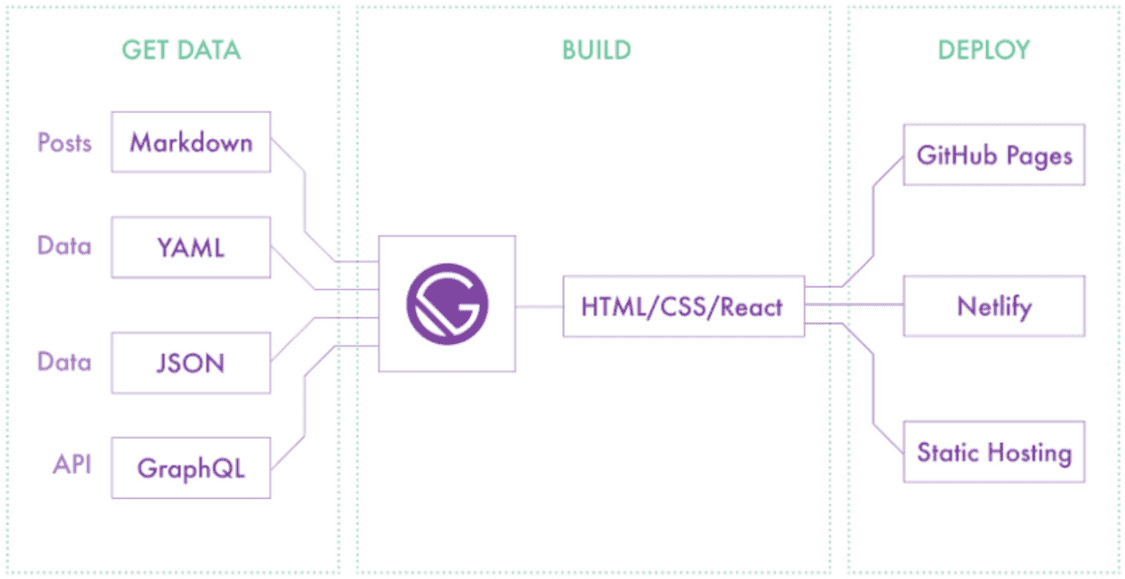 GET DATA
BUILD
DEPLOY
Posts
Markdown
Data
YAML
Data
JSON
API
GraphQL
HTML/CSS/React
GitHub Pages
Netlify
Static Hosting